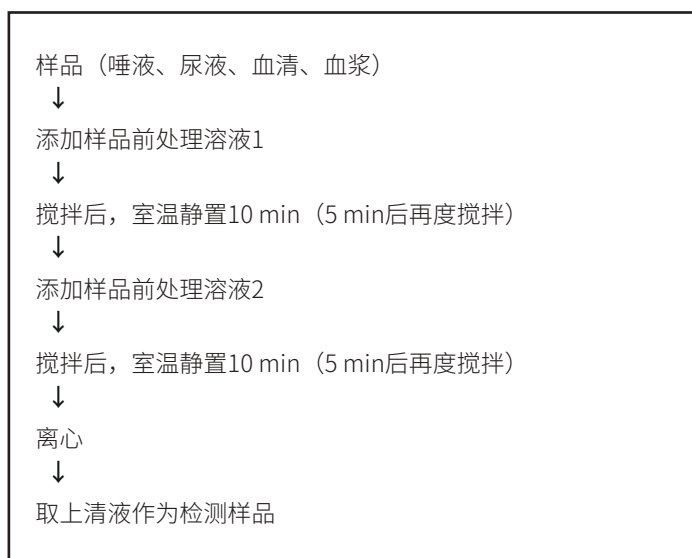 样品（唾液、尿液、血清、血浆）
↓
添加样品前处理溶液1
↓
搅拌后，室温静置10 min（5 min后再度搅拌）
↓
添加样品前处理溶液2
↓
搅拌后，室温静置10 min（5 min后再度搅拌）
↓
离心
↓
取上清液作为检测样品